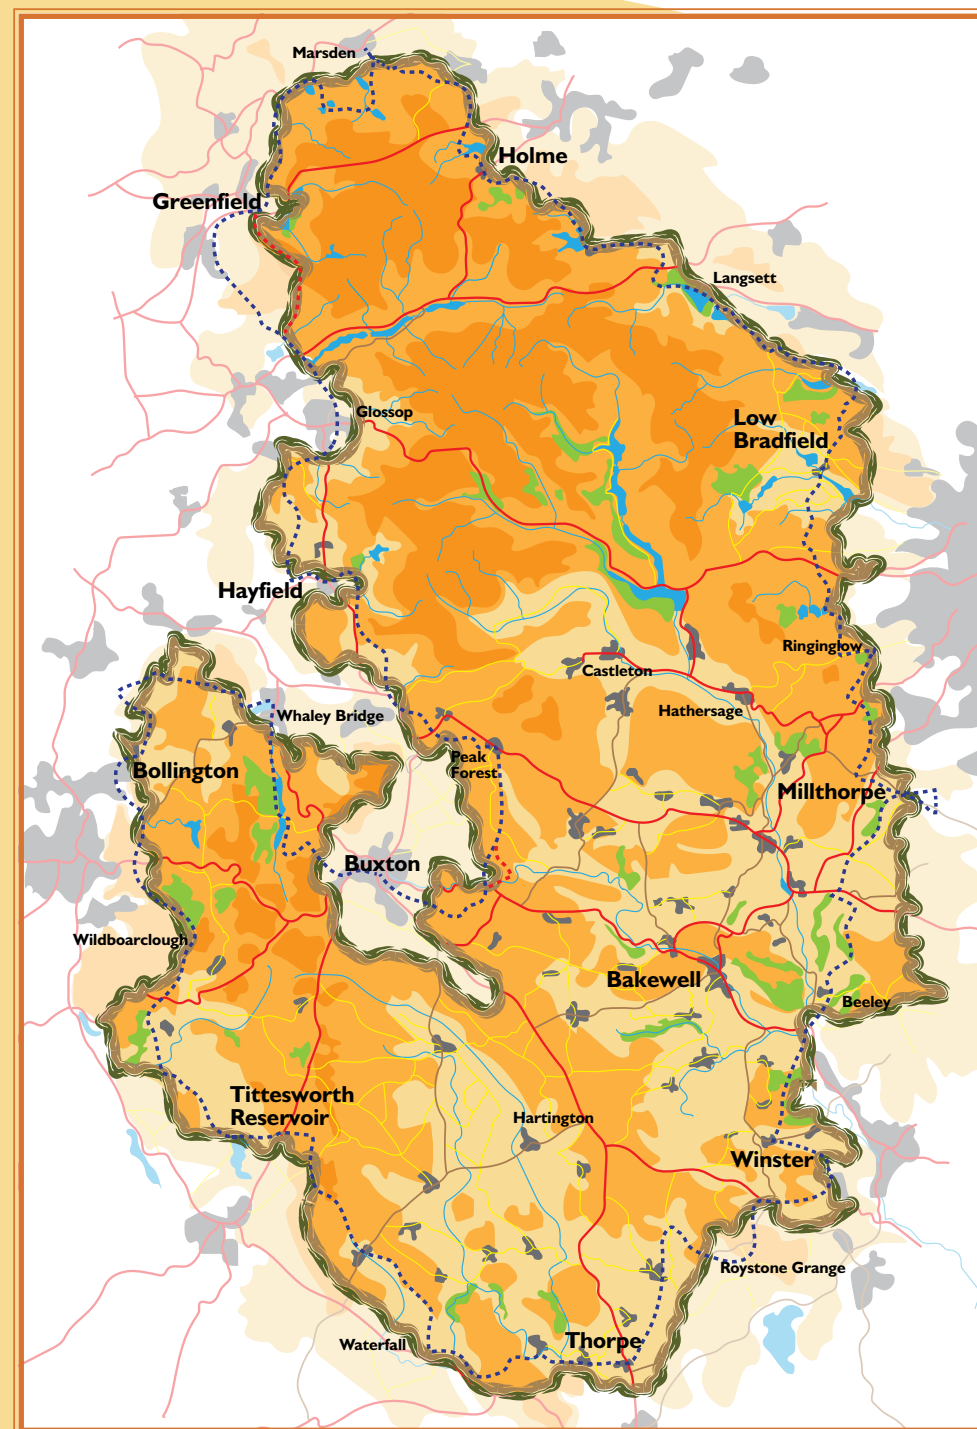 Marsden
Holme
Greenfield
Langsett
Glossop
Low
Bradfield
Hayfield
Ringinglow
Castleton
Hathersage
Whaley Bridge
Peak
Forest
Bollington
Millthorpe
Buxton
Wildboarclough
Bakewell
Beeley
Tittesworth
Reservoir
Hartington
Winster
Roystone Grange
Thorpe
Waterfall